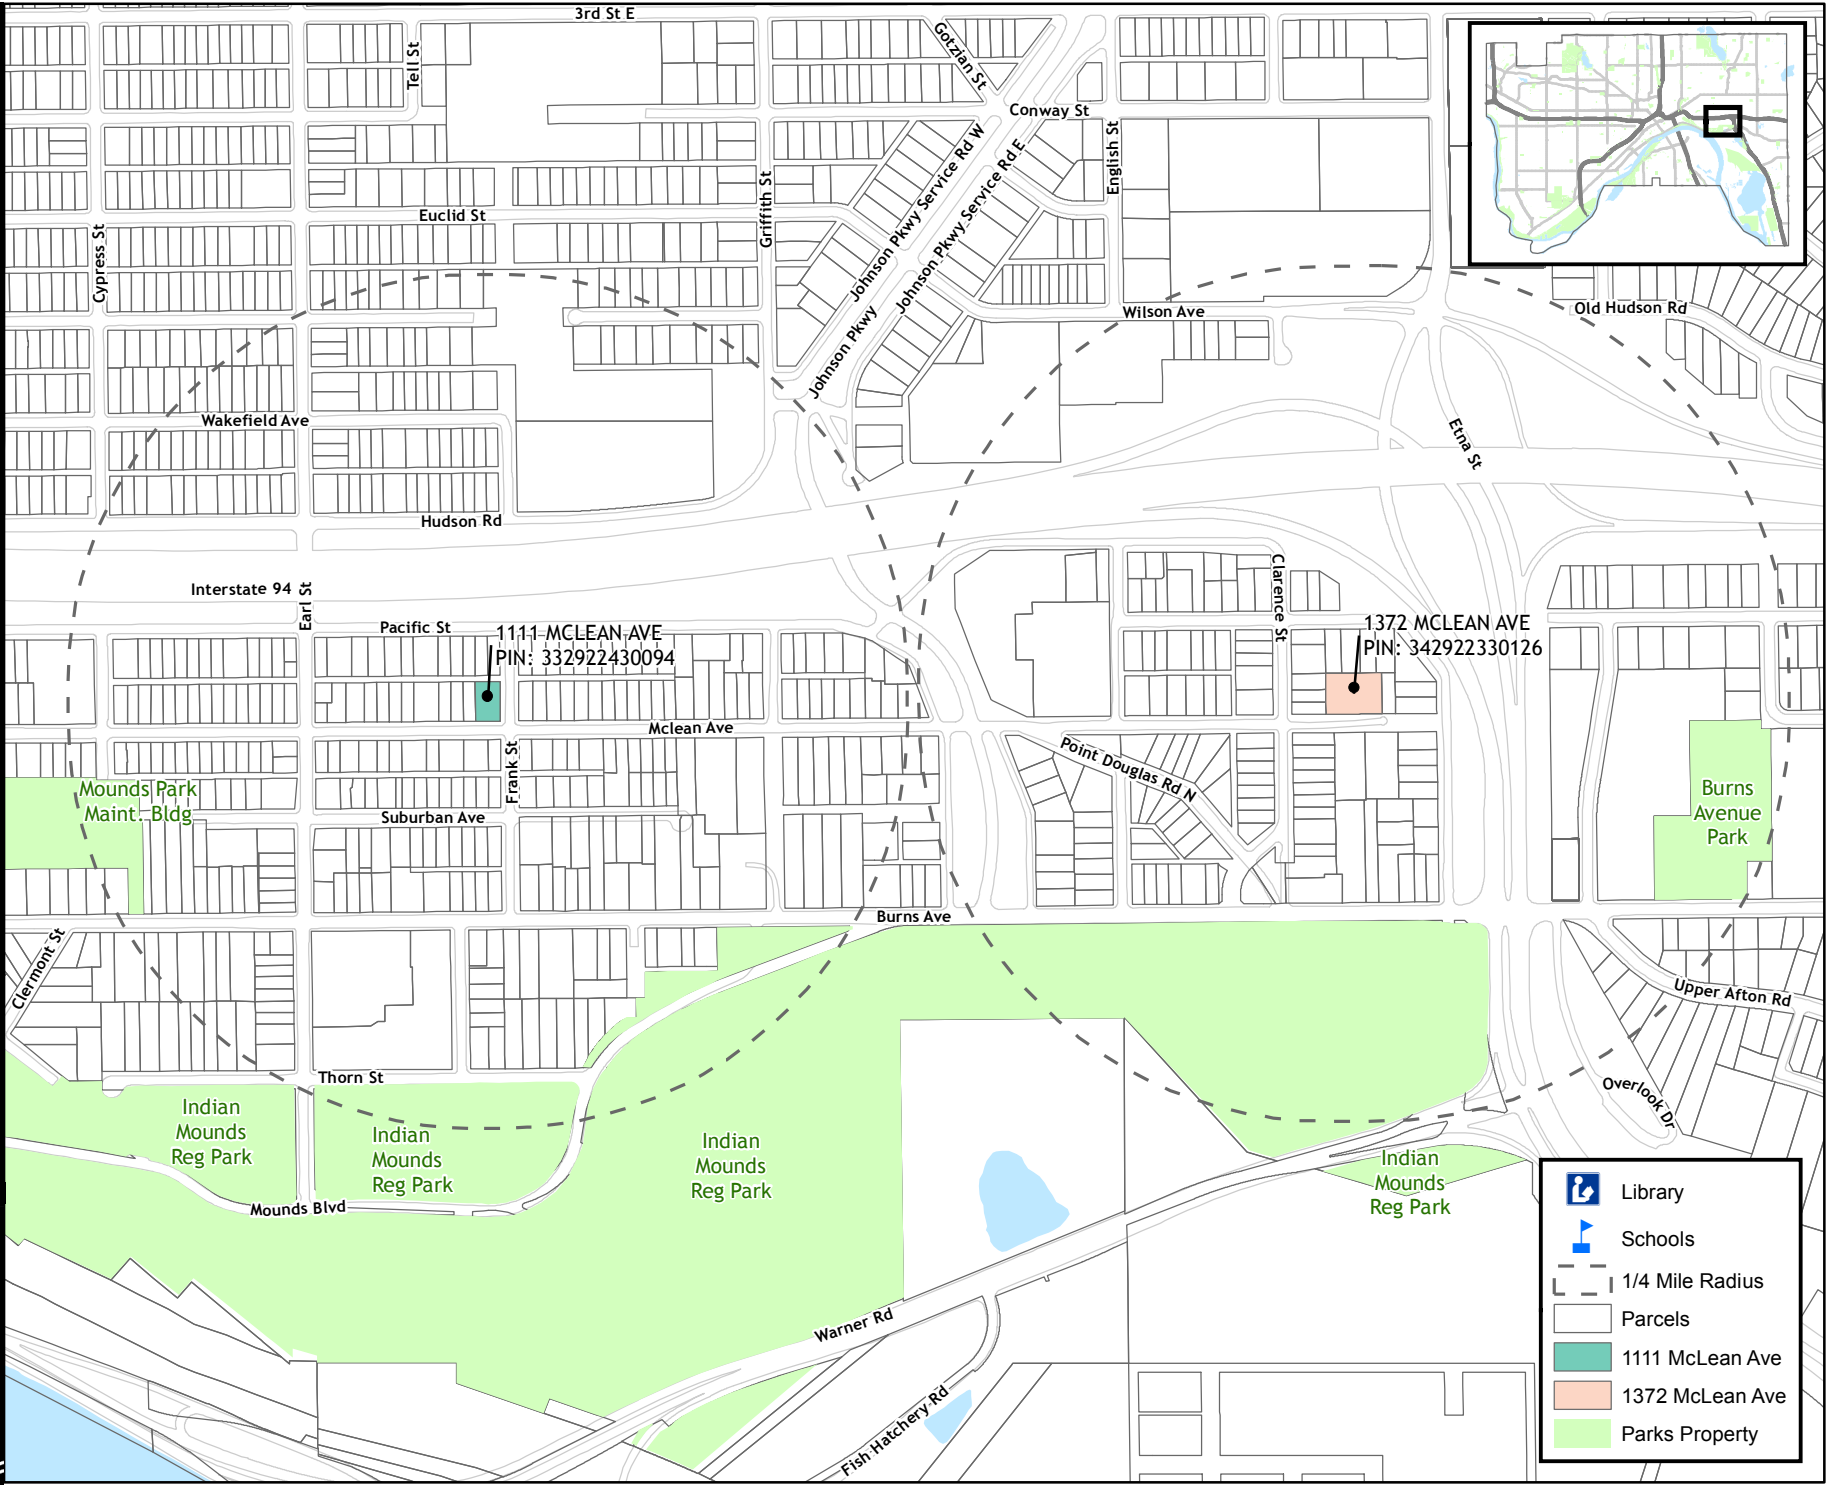 3rd St E
Tell St
Gotzian St
Conway St
English St
Johnson Pkwy Service Rd W
Johnson Pkwy Service Rd E
Griffith St
Euclid St
Cypress St
Johnson Pkwy
Wilson Ave
Old Hudson Rd
Wakefield Ave
Etna St
Hudson Rd
Interstate 94
Earl St
Clarence St
Pacific St
1111 MCLEAN AVE
PIN: 332922430094
1372 MCLEAN AVE
PIN: 342922330126
Mclean Ave
Frank St
Point Douglas Rd N
Mounds Park
Maint. Bldg
Burns
Avenue
Park
Suburban Ave
Burns Ave
Clermont St
Upper Afton Rd
Thorn St
Overlook Dr
Indian
Mounds
Reg Park
Indian
Mounds
Reg Park
Indian
Mounds
Reg Park
Indian
Mounds
Reg Park
Mounds Blvd
Warner Rd
Fish Hatchery Rd
Library
Schools
1/4 Mile Radius
Parcels
1111 McLean Ave
1372 McLean Ave
Parks Property